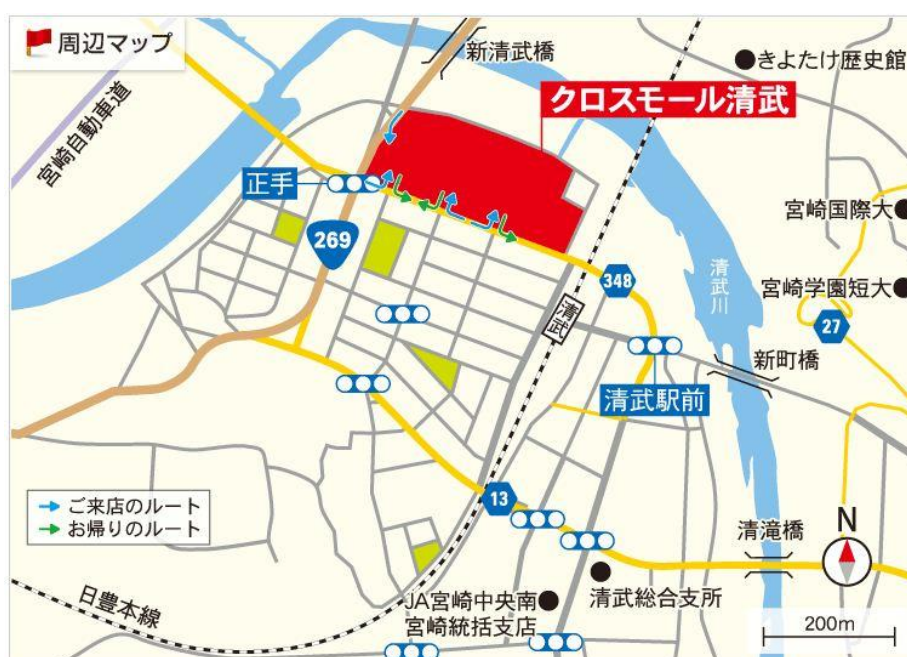 周辺マップ
新清武橋
きよたけ歴史館
クロスモール清武
宮崎自動車道
正手
宮崎国際大
269
清武川
348
宮崎学園短大
清武
27
新町橋
清武駅前
ご来店のルート
お帰りのルート
13
N
清滝橋
日豊本線
JA宮崎中央南
宮崎統括支店
清武総合支所
200m